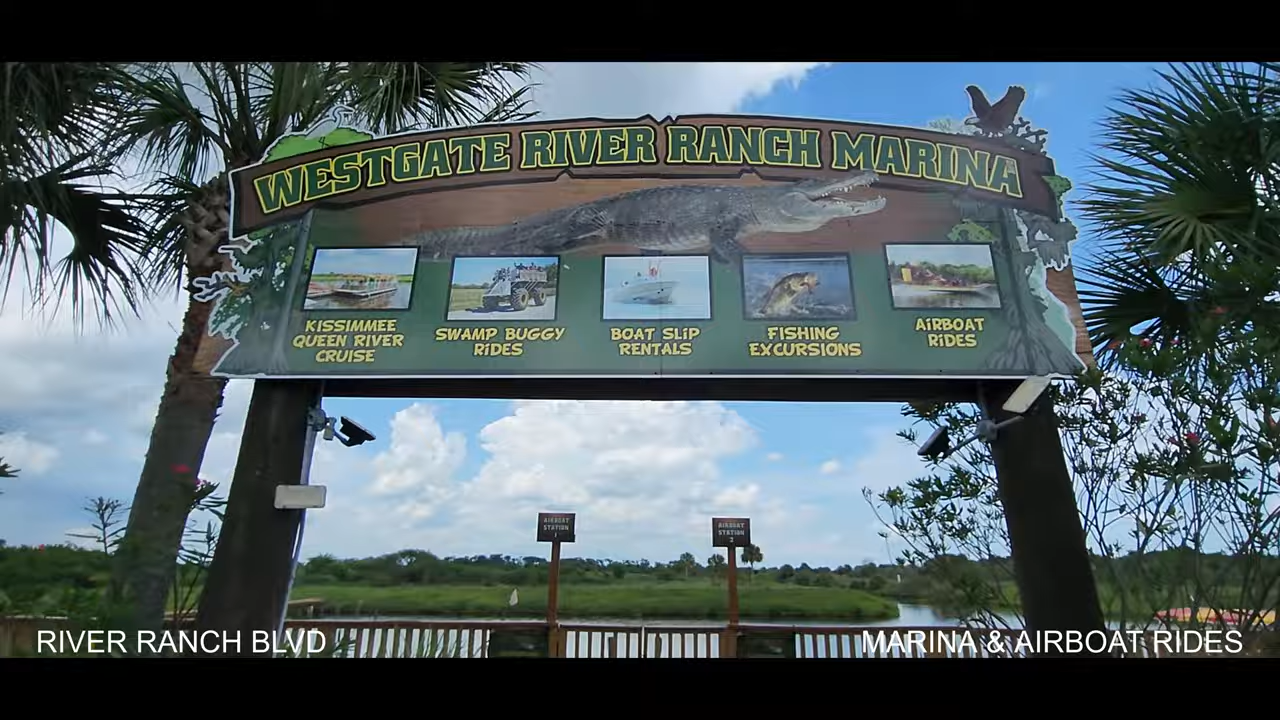 WESTGATE RIVER RANCH MARINA
KISSIMMEE
QUEEN RIVER
CRUISE
SWAMP BUGGY
RIDES
BOAT SLIP
RENTALS
FISHING
EXCURSIONS
AIRBOAT
RIDES
AIRBOAT
STATION
1
AIRBOAT
STATION
RIVER RANCH BLVD
MARINA & AIRBOAT RIDES